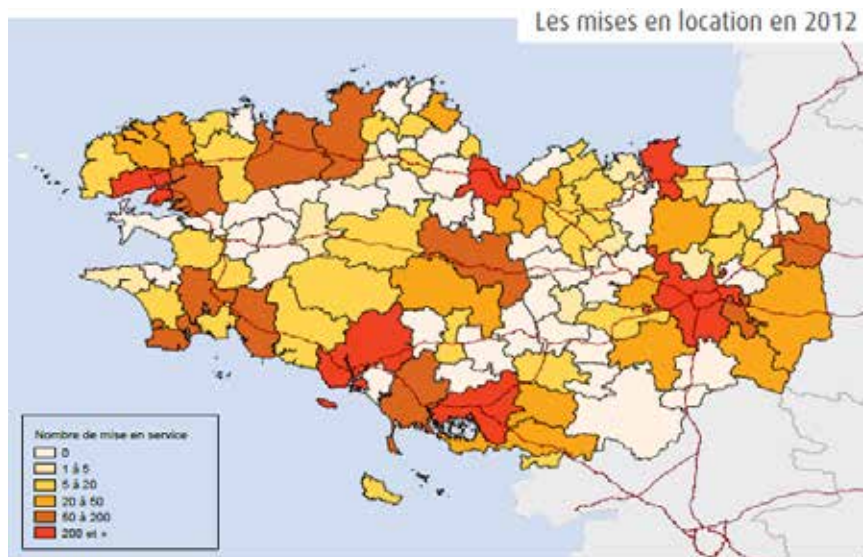 Les mises en location en 2012
Nombre de mise en service
0
1 à 5
5 à 20
20 à 50
50 à 200
200 et +